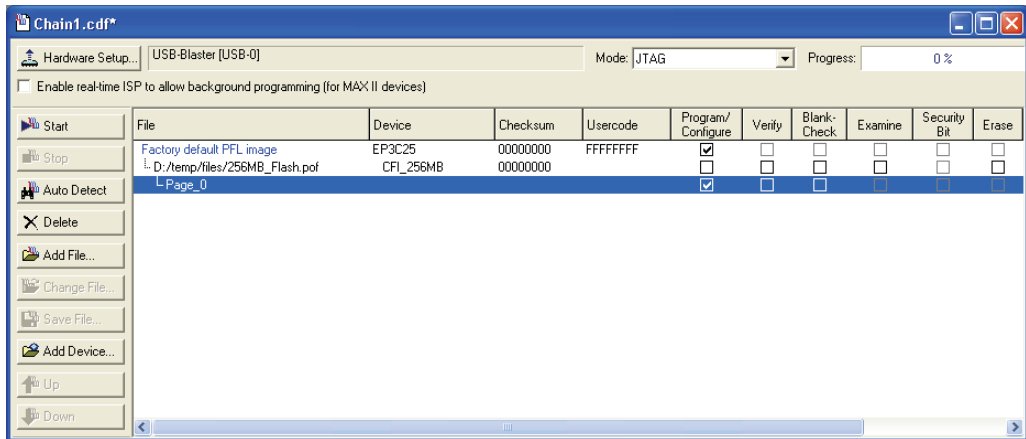 Chain1.cdf*
Hardware Setup... USB-Blaster [USB-0] Mode: JTAG Progress: 0 %
Enable real-time ISP to allow background programming (for MAX II devices)
Start
Stop
Auto Detect
Delete
Add File...
Change File...
Save File...
Add Device...
Up
Down
File Device Checksum Usercode Program/ Configure Verify Blank- Check Examine Security Bit Erase
Factory default PFL image EP3C25 00000000 FFFFFFFF
D:/temp/files/256MB_Flash.pof CFI_256MB 00000000
Page_0